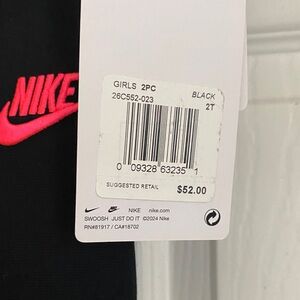 NIKE
GIRLS 2PC
26C552-023 BLACK
2T
0 09328 63235 1
SUGGESTED RETAIL $52.00
NIKE nike.com
SWOOSH JUST DO IT ©2024 Nike
RN#81917 / CA#18702